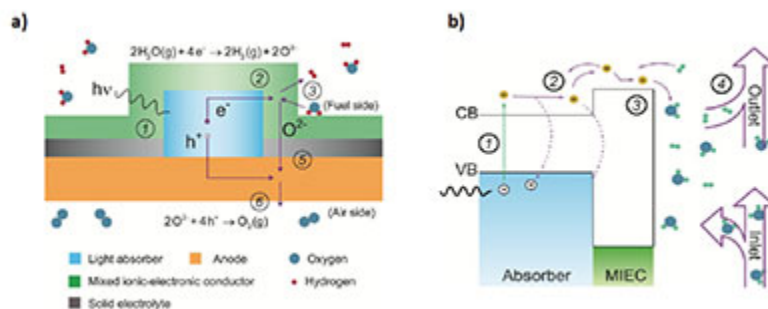 a)
2H₂O(g)+4e⁻→2H₂(g)+2O²⁻
hν
①
②
③
(Fuel side)
e⁻
O²⁻
h⁺
⑤
⑥
2O²⁻+4h⁺→O₂(g)
(Air side)
Light absorber
Anode
Oxygen
Mixed ionic-electronic conductor
Hydrogen
Solid electrolyte
b)
②
③
④
Outlet
CB
①
VB
Inlet
Absorber
MIEC